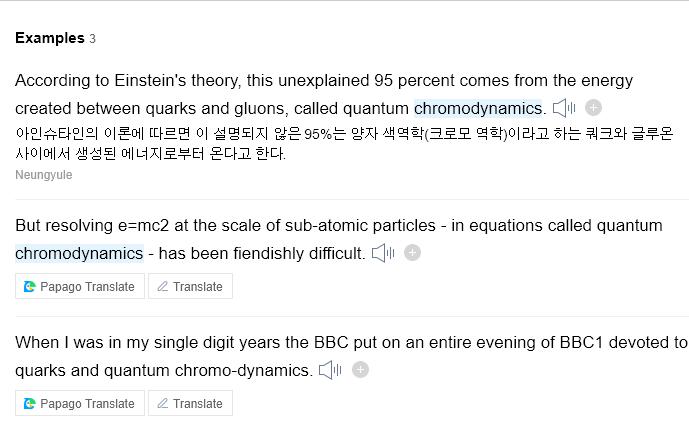 Examples 3
According to Einstein's theory, this unexplained 95 percent comes from the energy
created between quarks and gluons, called quantum chromodynamics.
아인슈타인의 이론에 따르면 이 설명되지 않은 95%는 양자 색역학(크로모 역학)이라고 하는 쿼크와 글루온
사이에서 생성된 에너지로부터 온다고 한다.
Neungyule
But resolving e=mc2 at the scale of sub-atomic particles - in equations called quantum
chromodynamics - has been fiendishly difficult.
Papago Translate Translate
When I was in my single digit years the BBC put on an entire evening of BBC1 devoted to
quarks and quantum chromo-dynamics.
Papago Translate Translate